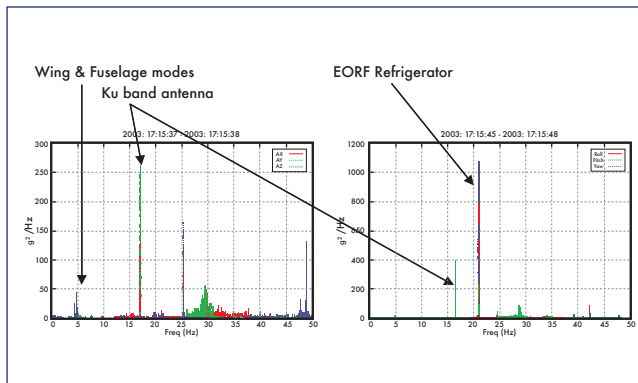 Wing & Fuselage modes
Ku band antenna
EORF Refrigerator
2003: 17:15:37 - 2003: 17:15:38
300
250
200
150
100
50
0
g² /Hz
AX
AY
AZ
0 5 10 15 20 25 30 35 40 45 50
Freq (Hz)
2003: 17:15:45 - 2003: 17:15:48
1200
1000
800
600
400
200
0
g² /Hz
Roll
Pitch
Yaw
0 5 10 15 20 25 30 35 40 45 50
Freq (Hz)